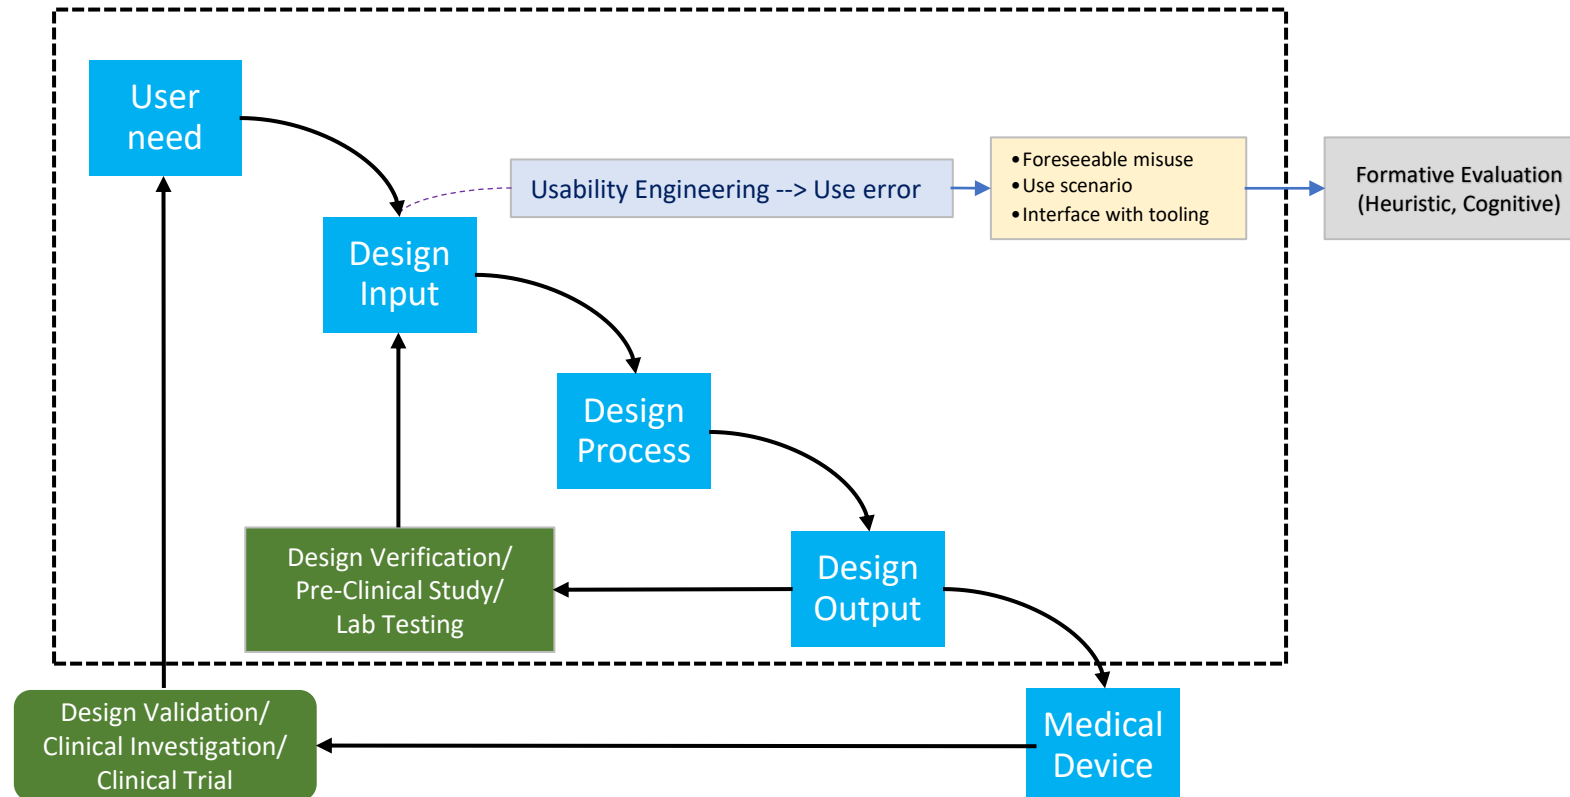 User
need
Usability Engineering --> Use error
•Foreseeable misuse
•Use scenario
•Interface with tooling
Formative Evaluation
(Heuristic, Cognitive)
Design
Input
Design
Process
Design Verification/
Pre-Clinical Study/
Lab Testing
Design
Output
Design Validation/
Clinical Investigation/
Clinical Trial
Medical
Device